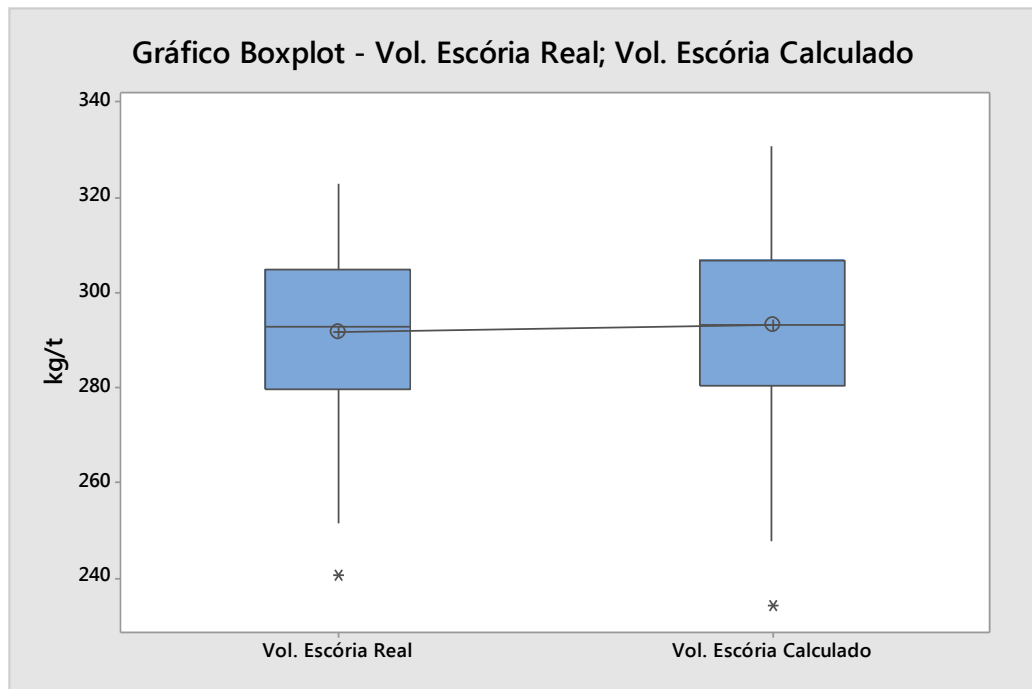 Gráfico Boxplot - Vol. Escória Real; Vol. Escória Calculado
340
320
300
280
260
240
kg/t
Vol. Escória Real
Vol. Escória Calculado